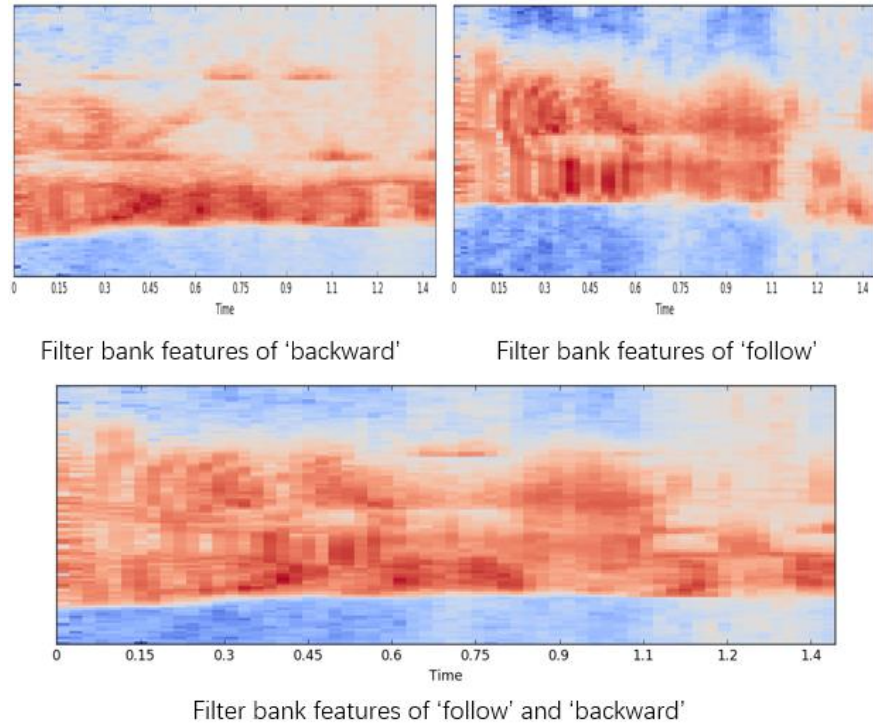 0 0.15 0.3 0.45 0.6 0.75 0.9 1.1 1.2 1.4
Time
Filter bank features of ‘backward’
0 0.15 0.3 0.45 0.6 0.75 0.9 1.1 1.2 1.4
Time
Filter bank features of ‘follow’
0 0.15 0.3 0.45 0.6 0.75 0.9 1.1 1.2 1.4
Time
Filter bank features of ‘follow’ and ‘backward’